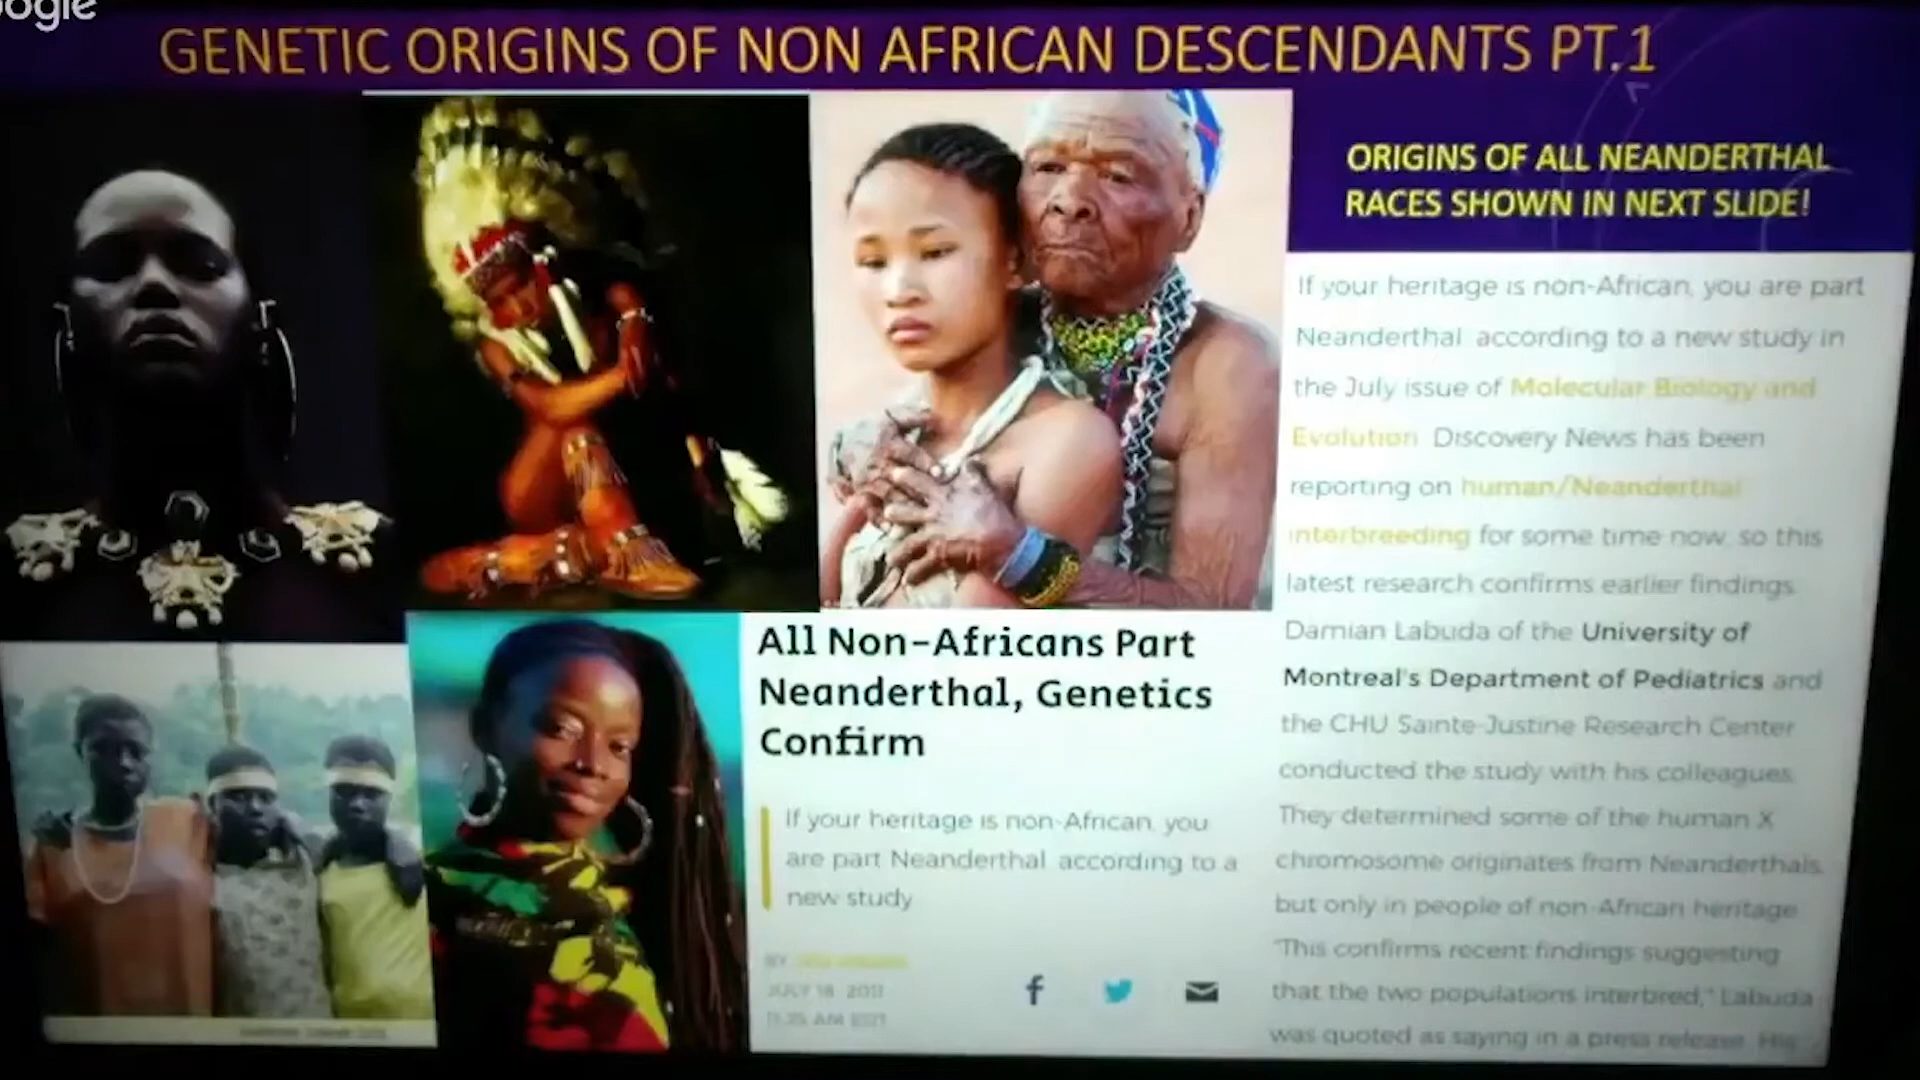 GENETIC ORIGINS OF NON AFRICAN DESCENDANTS PT.1
ORIGINS OF ALL NEANDERTHAL
RACES SHOWN IN NEXT SLIDE!
If your heritage is non-African, you are part
Neanderthal according to a new study in
the July issue of Molecular Biology and
Evolution Discovery News has been
reporting on human/Neanderthal
interbreeding for some time now, so this
latest research confirms earlier findings.
Damian Labuda of the University of
Montreal's Department of Pediatrics and
the CHU Sainte-Justine Research Center
conducted the study with his colleagues.
They determined some of the human X
chromosome originates from Neanderthals,
but only in people of non-African heritage
"This confirms recent findings suggesting
that the two populations interbred," Labuda
was quoted as saying in a press release. His
All Non-Africans Part
Neanderthal, Genetics
Confirm
If your heritage is non-African, you
are part Neanderthal according to a
new study
BY
JULY 18 2011
11:25 AM EDT